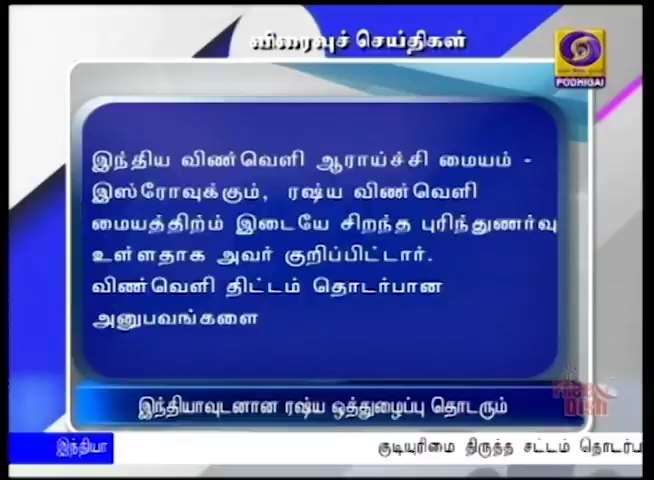 விரைவுச் செய்திகள்
PODHIGAI
இந்திய விண்வெளி ஆராய்ச்சி மையம் -
இஸ்ரோவுக்கும், ரஷ்ய விண்வெளி
மையத்திற்ம் இடையே சிறந்த புரிந்துணர்வு
உள்ளதாக அவர் குறிப்பிட்டார்.
விண்வெளி திட்டம் தொடர்பான
அனுபவங்களை
இந்தியாவுடனான ரஷ்ய ஒத்துழைப்பு தொடரும்
Dish
இந்தியா
குடியுரிமை திருத்த சட்டம் தொடர்ப